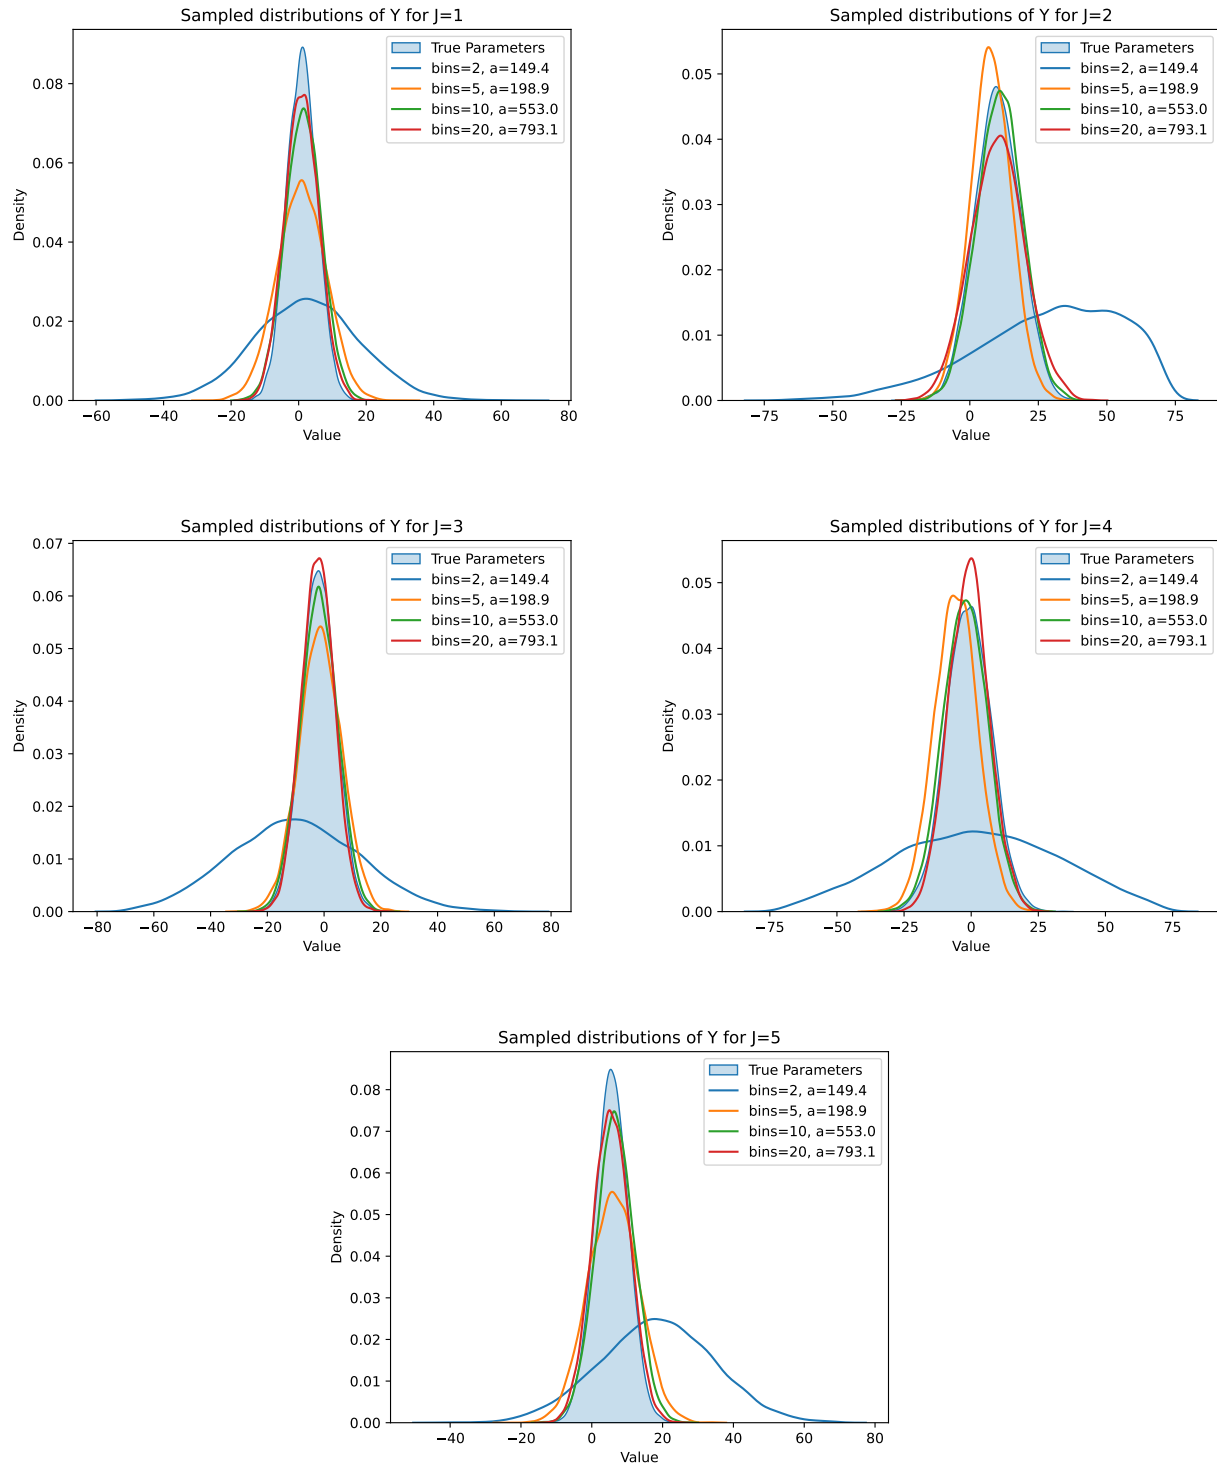 Sampled distributions of Y for J=1
True Parameters
bins=2, a=149.4
bins=5, a=198.9
bins=10, a=553.0
bins=20, a=793.1
Density
0.08
0.06
0.04
0.02
0.00
−60 −40 −20 0 20 40 60 80
Value
Sampled distributions of Y for J=2
True Parameters
bins=2, a=149.4
bins=5, a=198.9
bins=10, a=553.0
bins=20, a=793.1
Density
0.05
0.04
0.03
0.02
0.01
0.00
−75 −50 −25 0 25 50 75
Value
Sampled distributions of Y for J=3
True Parameters
bins=2, a=149.4
bins=5, a=198.9
bins=10, a=553.0
bins=20, a=793.1
Density
0.07
0.06
0.05
0.04
0.03
0.02
0.01
0.00
−80 −60 −40 −20 0 20 40 60 80
Value
Sampled distributions of Y for J=4
True Parameters
bins=2, a=149.4
bins=5, a=198.9
bins=10, a=553.0
bins=20, a=793.1
Density
0.05
0.04
0.03
0.02
0.01
0.00
−75 −50 −25 0 25 50 75
Value
Sampled distributions of Y for J=5
True Parameters
bins=2, a=149.4
bins=5, a=198.9
bins=10, a=553.0
bins=20, a=793.1
Density
0.08
0.07
0.06
0.05
0.04
0.03
0.02
0.01
0.00
−40 −20 0 20 40 60 80
Value